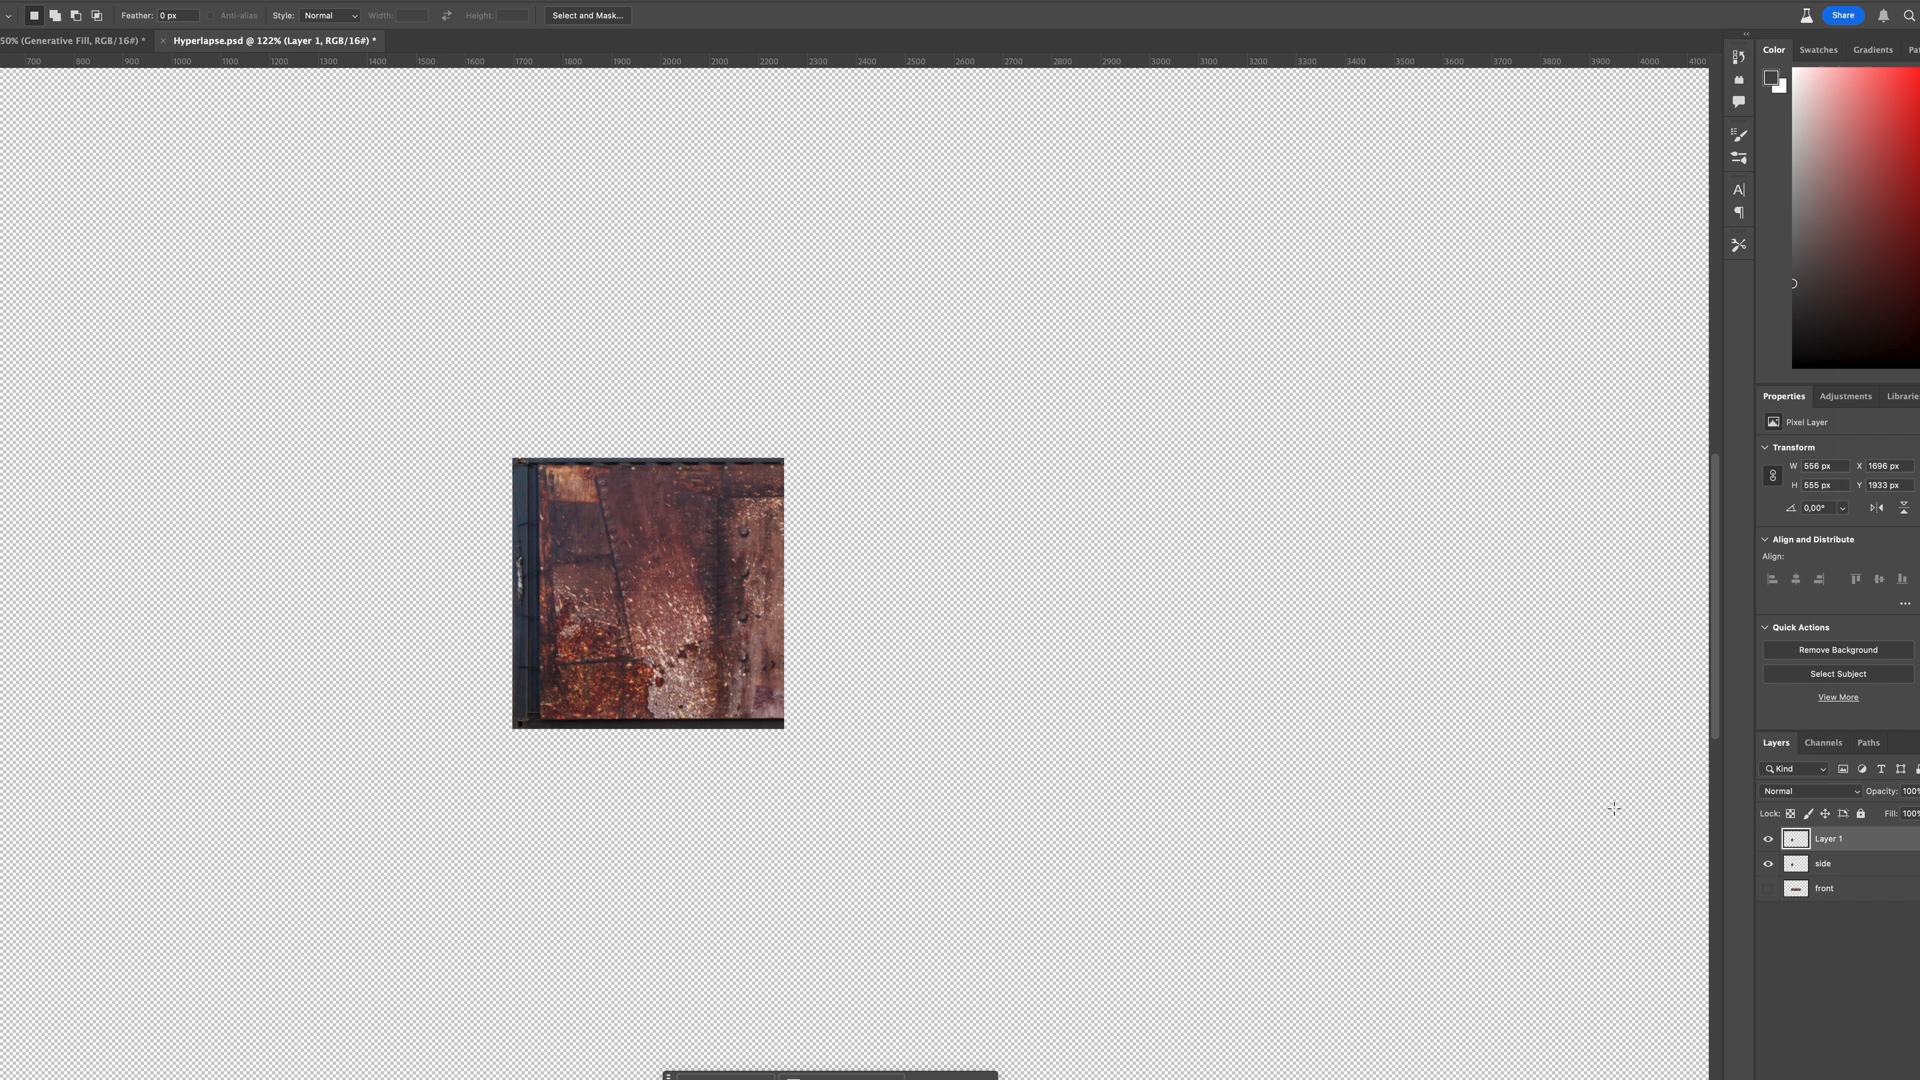 Feather: 0 px Anti-alias Style: Normal Width: Height: Select and Mask... Share
50% (Generative Fill, RGB/16#) * × Hyperlapse.psd @ 122% (Layer 1, RGB/16#) *
700 800 900 1000 1100 1200 1300 1400 1500 1600 1700 1800 1900 2000 2100 2200 2300 2400 2500 2600 2700 2800 2900 3000 3100 3200 3300 3400 3500 3600 3700 3800 3900 4000 4100
Color Swatches Gradients Pa
Properties Adjustments Librarie
Pixel Layer
Transform
W 556 px X 1696 px
H 555 px Y 1933 px
0,00°
Align and Distribute
Align:
Quick Actions
Remove Background
Select Subject
View More
Layers Channels Paths
Kind
Normal Opacity: 100%
Lock: Fill: 100%
Layer 1
side
front